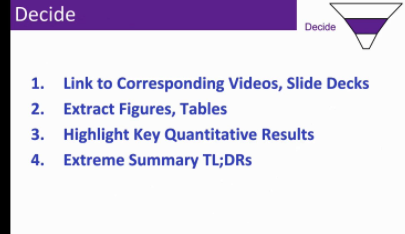 Decide
Decide
1. Link to Corresponding Videos, Slide Decks
2. Extract Figures, Tables
3. Highlight Key Quantitative Results
4. Extreme Summary TL;DRs